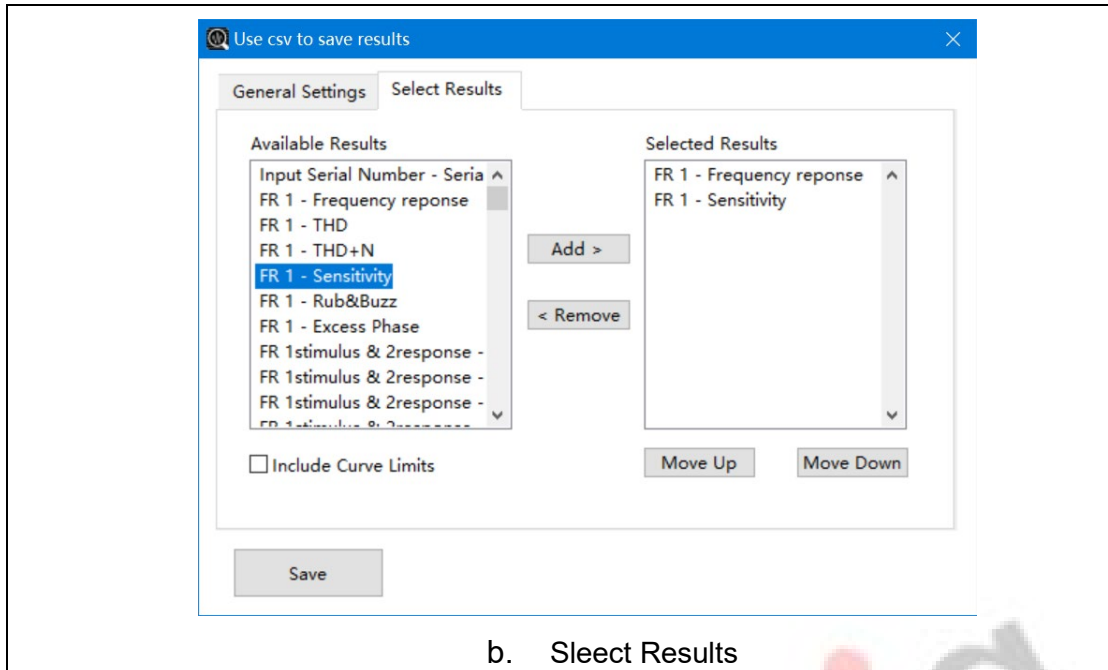 Use csv to save results
General Settings
Select Results
Available Results
Input Serial Number - Seria
FR 1 - Frequency reponse
FR 1 - THD
FR 1 - THD+N
FR 1 - Sensitivity
FR 1 - Rub&Buzz
FR 1 - Excess Phase
FR 1stimulus & 2response -
FR 1stimulus & 2response -
FR 1stimulus & 2response -
Add >
< Remove
Selected Results
FR 1 - Frequency reponse
FR 1 - Sensitivity
Include Curve Limits
Move Up
Move Down
Save
b. Sleect Results